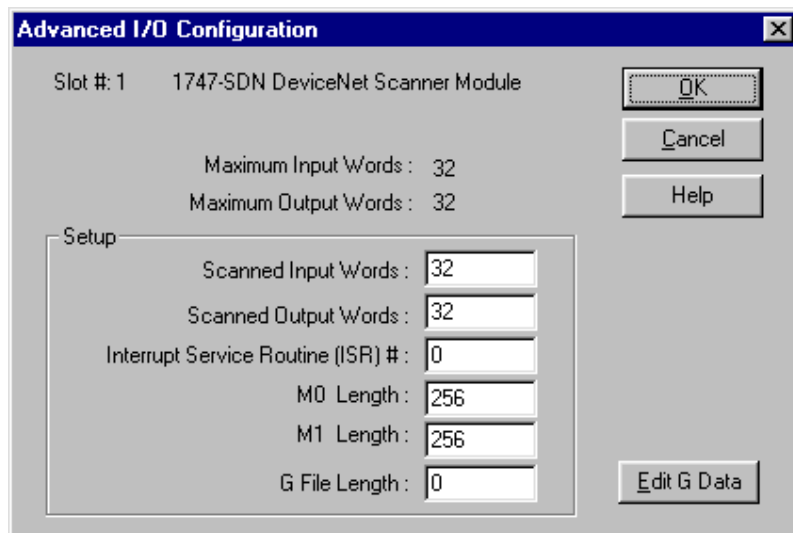 Advanced I/O Configuration
Slot #: 1 1747-SDN DeviceNet Scanner Module
OK
Cancel
Maximum Input Words : 32
Maximum Output Words : 32
Help
Setup
Scanned Input Words : 32
Scanned Output Words : 32
Interrupt Service Routine (ISR) # : 0
M0 Length : 256
M1 Length : 256
G File Length : 0
Edit G Data